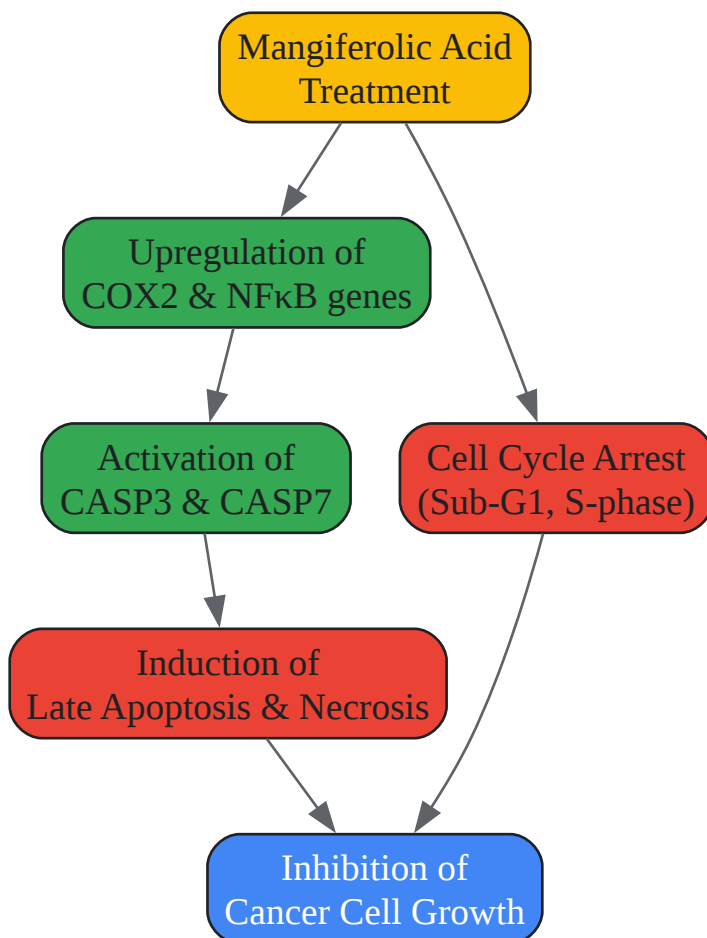 Mangiferolic Acid
Treatment
Upregulation of
COX2 & NFκB genes
Activation of
CASP3 & CASP7
Cell Cycle Arrest
(Sub-G1, S-phase)
Induction of
Late Apoptosis & Necrosis
Inhibition of
Cancer Cell Growth